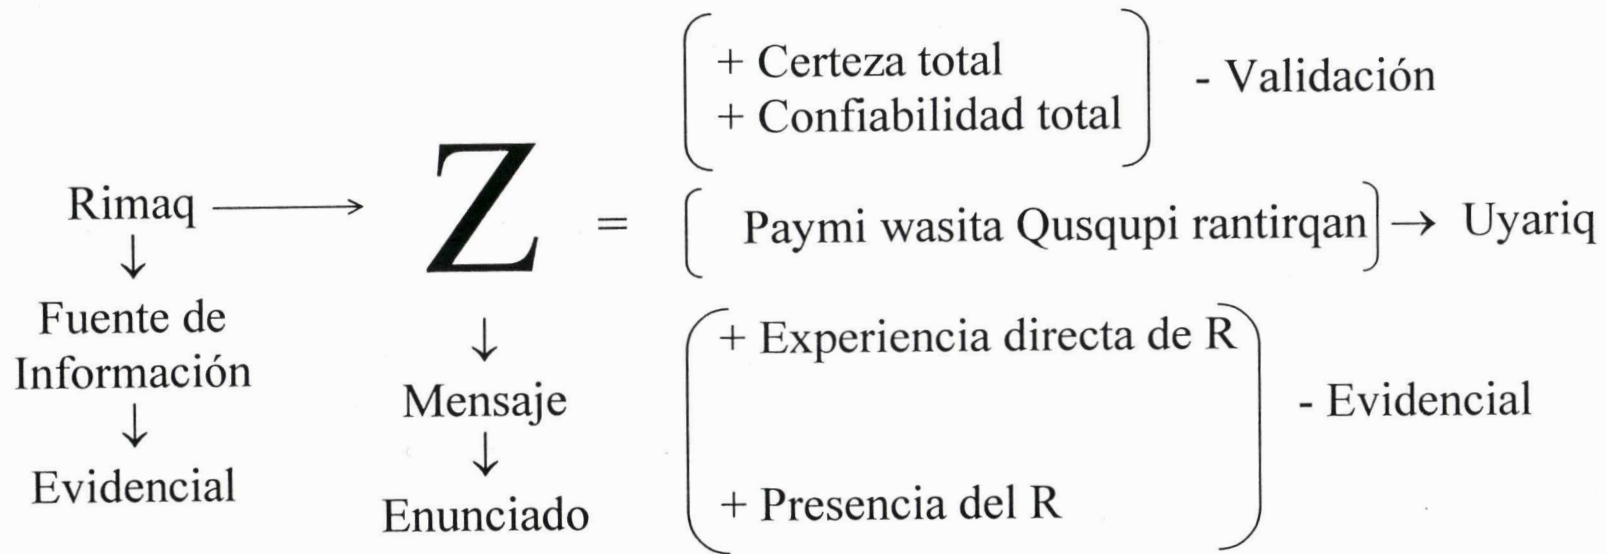 + Certeza total
+ Confiabilidad total
- Validación
Rimaq → Z = [ Paymi wasita Qusqupi rantirqan ] → Uyariq
↓
Fuente de
Información
↓
Evidencial
↓
Mensaje
↓
Enunciado
+ Experiencia directa de R
+ Presencia del R
- Evidencial